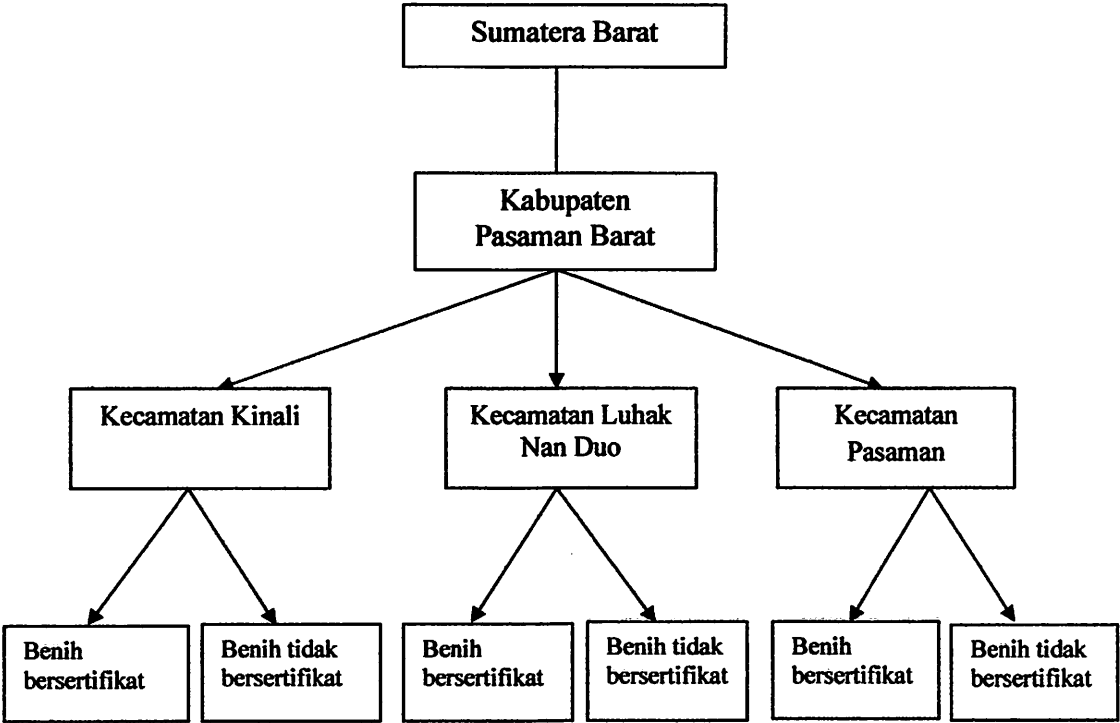 Sumatera Barat
Kabupaten
Pasaman Barat
Kecamatan Kinali
Kecamatan Luhak
Nan Duo
Kecamatan
Pasaman
Benih
bersertifikat
Benih tidak
bersertifikat
Benih
bersertifikat
Benih tidak
bersertifikat
Benih
bersertifikat
Benih tidak
bersertifikat